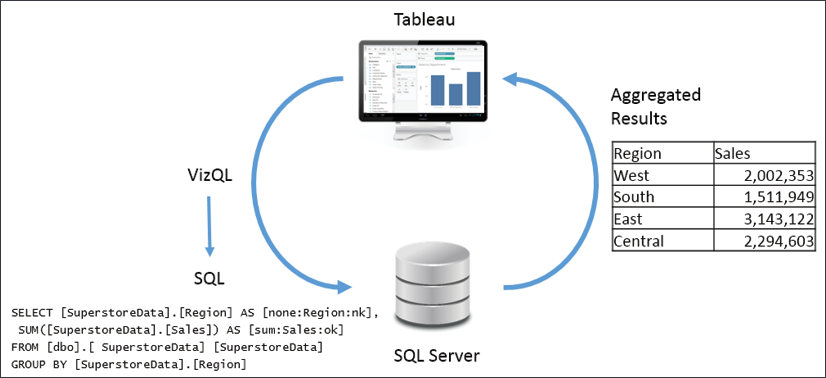 Tableau
Aggregated
Results
Region Sales
West 2,002,353
South 1,511,949
East 3,143,122
Central 2,294,603
VizQL
SQL
SELECT [SuperstoreData].[Region] AS [none:Region:nk],
SUM([SuperstoreData].[Sales]) AS [sum:Sales:ok]
FROM [dbo].[ SuperstoreData] [SuperstoreData]
GROUP BY [SuperstoreData].[Region]
SQL Server